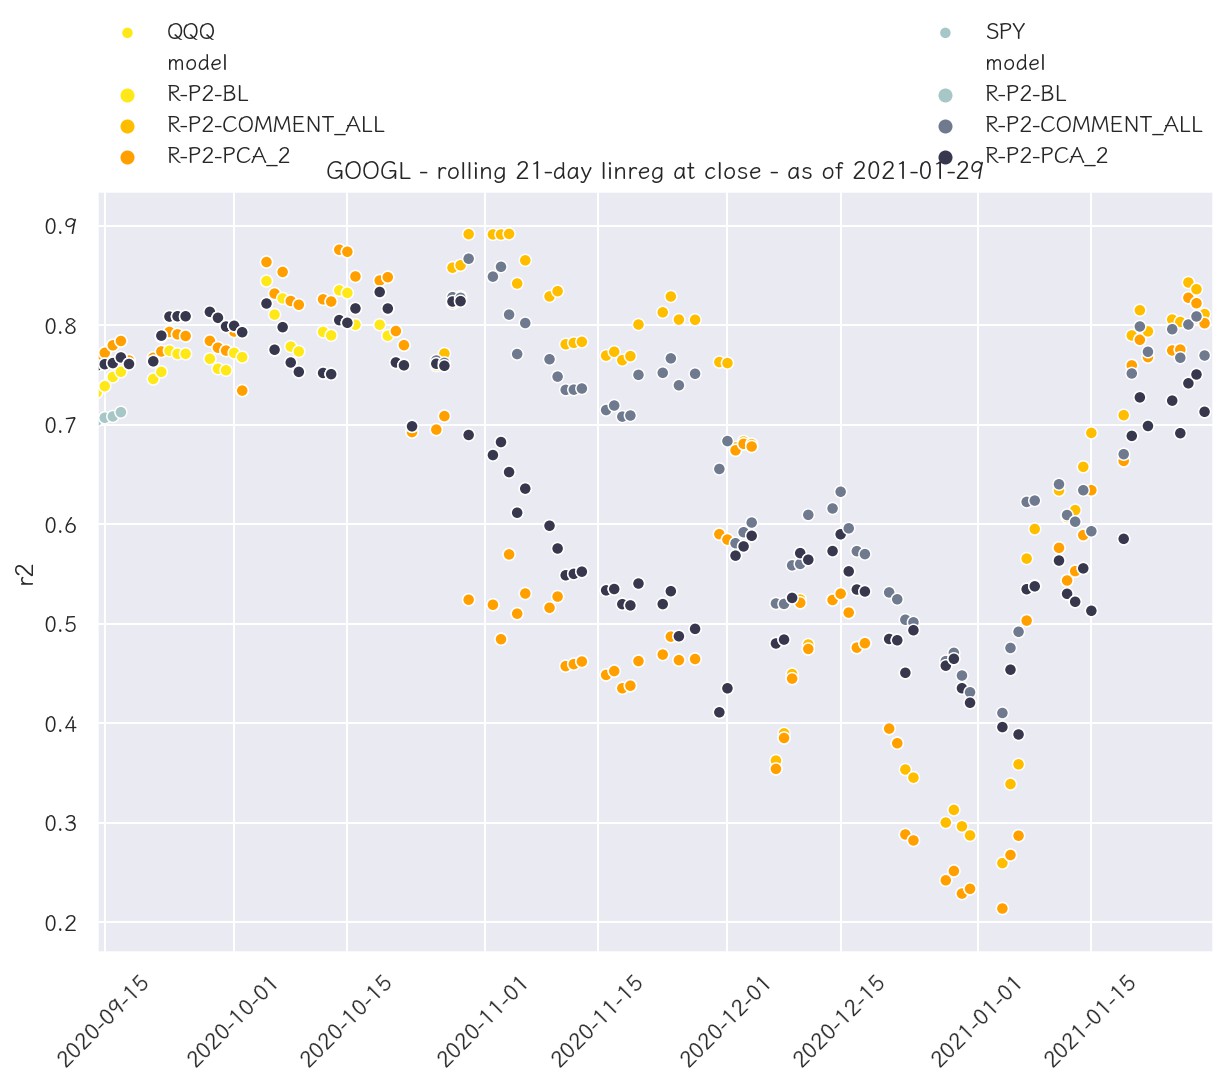 QQQ
model
R-P2-BL
R-P2-COMMENT_ALL
R-P2-PCA_2
SPY
model
R-P2-BL
R-P2-COMMENT_ALL
R-P2-PCA_2
GOOGL - rolling 21-day linreg at close - as of 2021-01-29
r2
0.9
0.8
0.7
0.6
0.5
0.4
0.3
0.2
2020-09-15
2020-10-01
2020-10-15
2020-11-01
2020-11-15
2020-12-01
2020-12-15
2021-01-01
2021-01-15